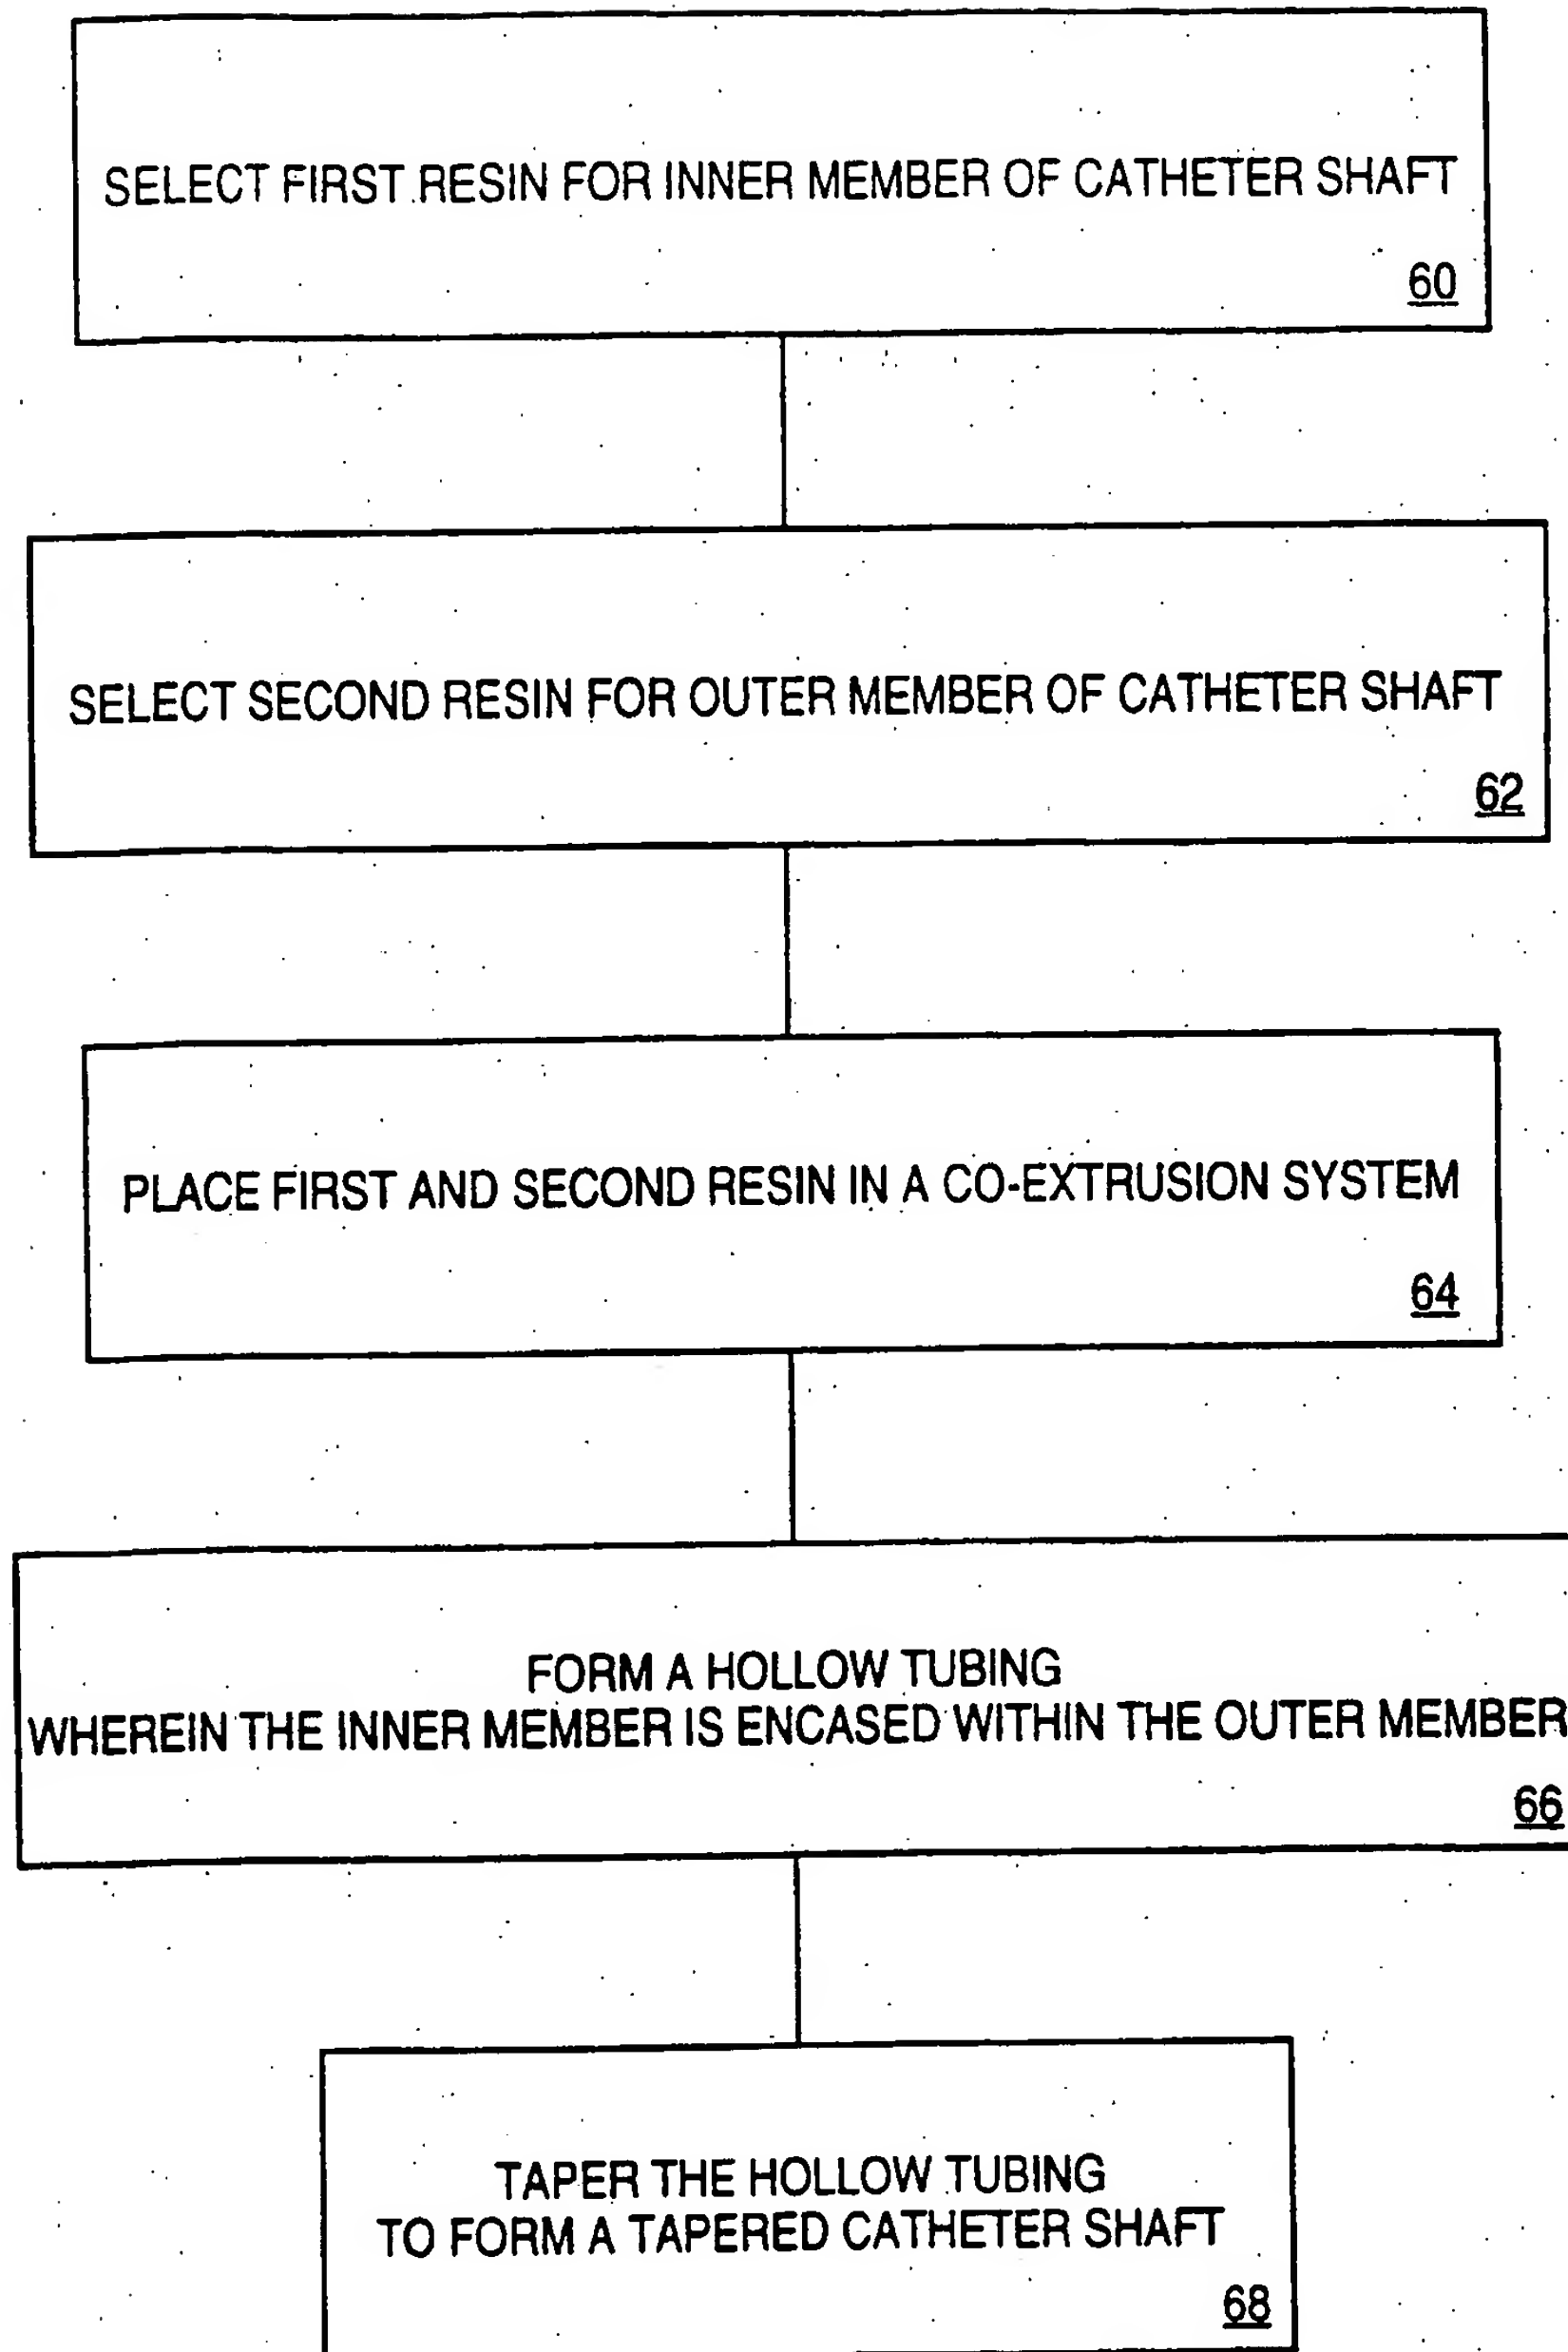 SELECT FIRST RESIN FOR INNER MEMBER OF CATHETER SHAFT
60
SELECT SECOND RESIN FOR OUTER MEMBER OF CATHETER SHAFT
62
PLACE FIRST AND SECOND RESIN IN A CO-EXTRUSION SYSTEM
64
FORM A HOLLOW TUBING
WHEREIN THE INNER MEMBER IS ENCASED WITHIN THE OUTER MEMBER
66
TAPER THE HOLLOW TUBING
TO FORM A TAPERED CATHETER SHAFT
68